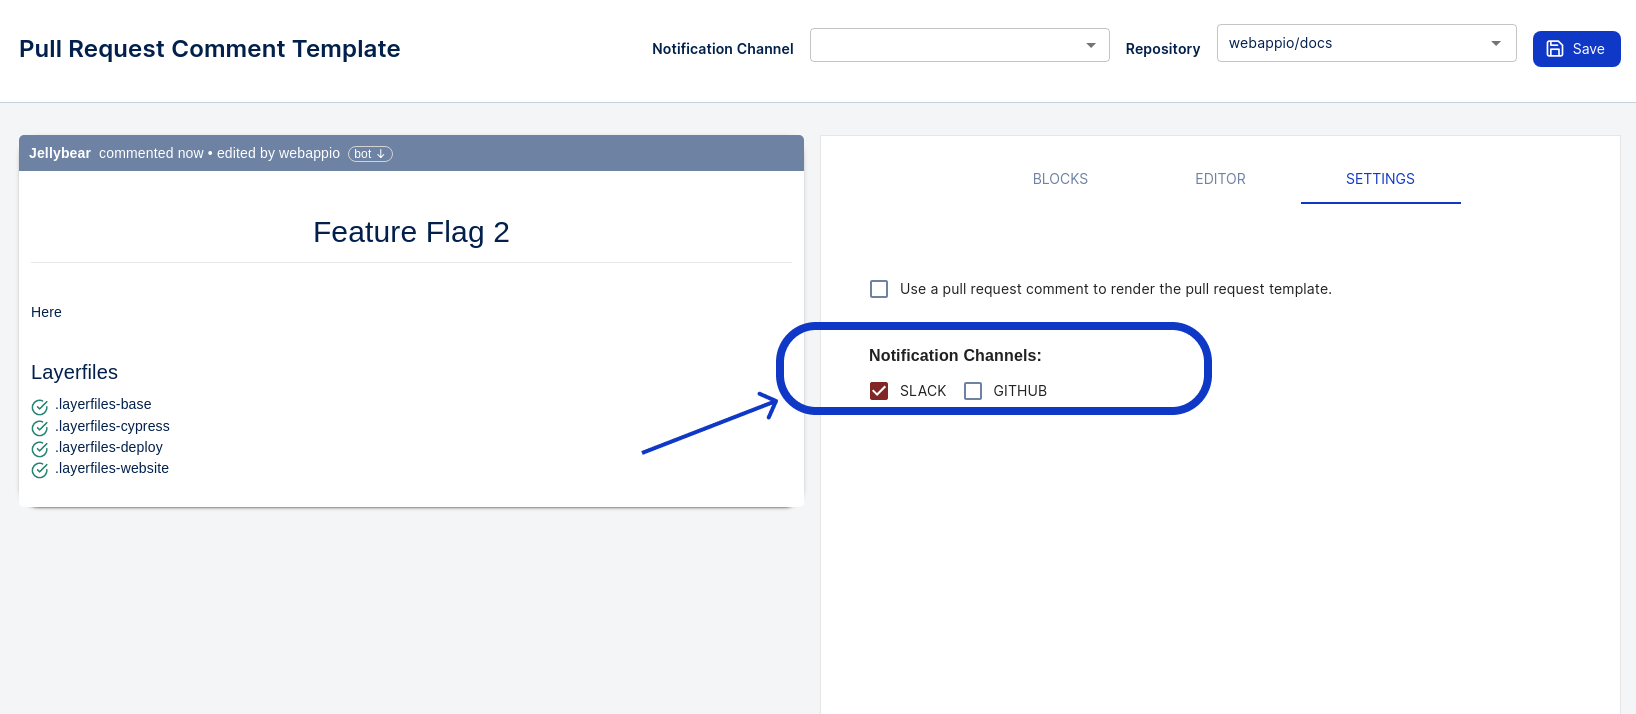 Pull Request Comment Template
Notification Channel
Repository
webappio/docs
Save
Jellybear commented now • edited by webappio bot ↓
Feature Flag 2
Here
Layerfiles
.layerfiles-base
.layerfiles-cypress
.layerfiles-deploy
.layerfiles-website
BLOCKS EDITOR SETTINGS
Use a pull request comment to render the pull request template.
Notification Channels:
SLACK GITHUB